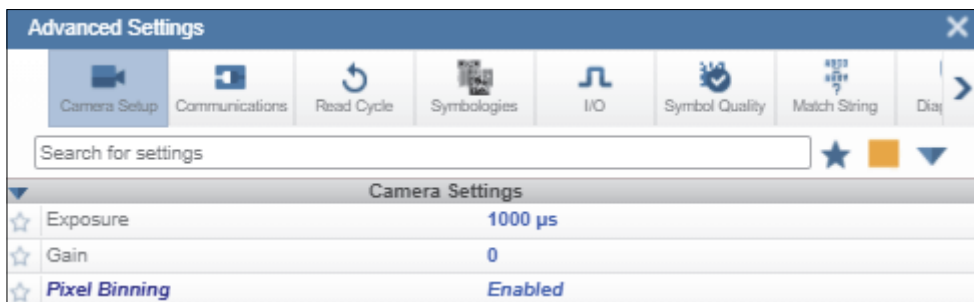 Advanced Settings
Camera Setup Communications Read Cycle Symbologies I/O Symbol Quality Match String
Search for settings
Camera Settings
Exposure 1000 µs
Gain 0
Pixel Binning Enabled